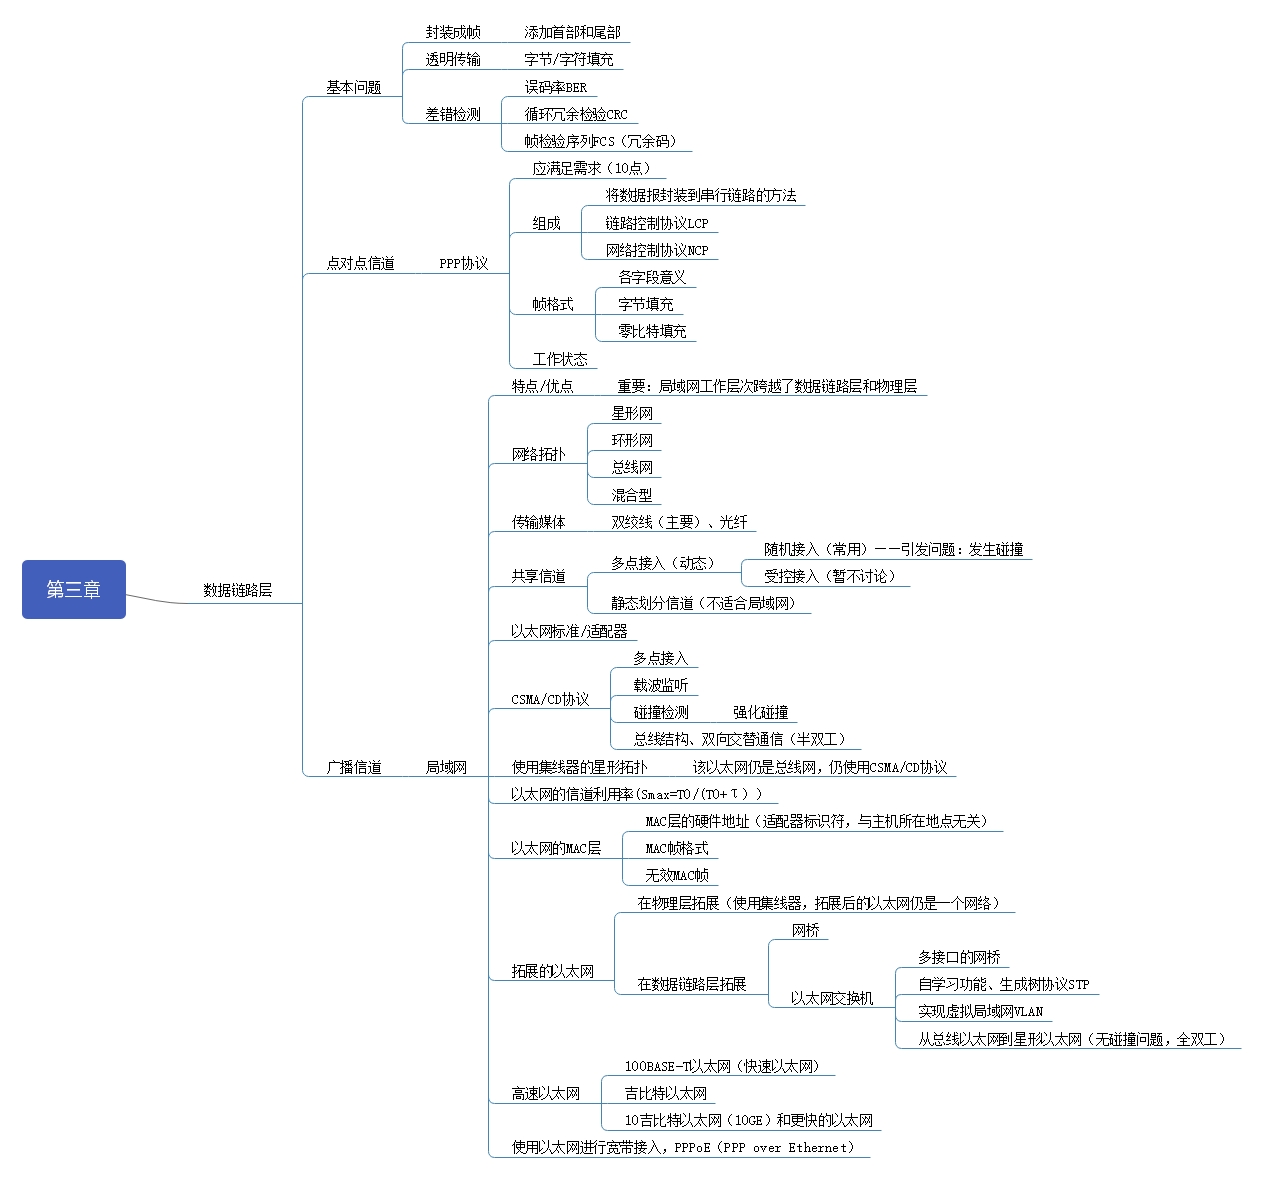 第三章
数据链路层
基本问题
封装成帧
添加首部和尾部
透明传输
字节/字符填充
差错检测
误码率BER
循环冗余检验CRC
帧检验序列FCS（冗余码）
点对点信道
PPP协议
应满足需求（10点）
组成
将数据报封装到串行链路的方法
链路控制协议LCP
网络控制协议NCP
帧格式
各字段意义
字节填充
零比特填充
工作状态
广播信道
局域网
特点/优点
重要：局域网工作层次跨越了数据链路层和物理层
网络拓扑
星形网
环形网
总线网
混合型
传输媒体
双绞线（主要）、光纤
共享信道
多点接入（动态）
随机接入（常用）——引发问题：发生碰撞
受控接入（暂不讨论）
静态划分信道（不适合局域网）
以太网标准/适配器
CSMA/CD协议
多点接入
载波监听
碰撞检测
强化碰撞
总线结构、双向交替通信（半双工）
使用集线器的星形拓扑
该以太网仍是总线网，仍使用CSMA/CD协议
以太网的信道利用率(Smax=T0/(T0+τ））
以太网的MAC层
MAC层的硬件地址（适配器标识符，与主机所在地点无关）
MAC帧格式
无效MAC帧
拓展的以太网
在物理层拓展（使用集线器，拓展后的以太网仍是一个网络）
在数据链路层拓展
网桥
以太网交换机
多接口的网桥
自学习功能、生成树协议STP
实现虚拟局域网VLAN
从总线以太网到星形以太网（无碰撞问题，全双工）
高速以太网
100BASE-T以太网（快速以太网）
吉比特以太网
10吉比特以太网（10GE）和更快的以太网
使用以太网进行宽带接入，PPPoE（PPP over Ethernet）